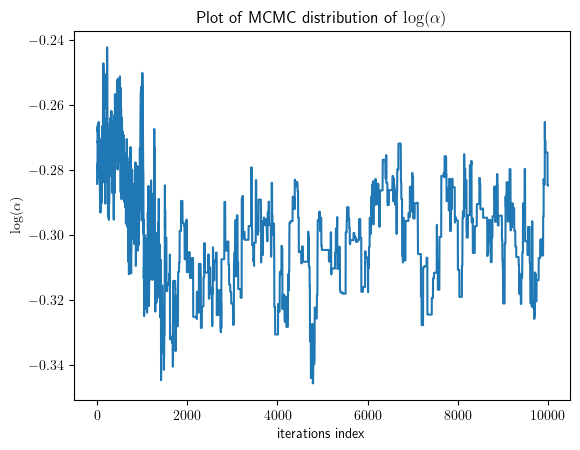 Plot of MCMC distribution of log(α)
−0.24
−0.26
−0.28
−0.30
−0.32
−0.34
log(α)
0 2000 4000 6000 8000 10000
iterations index